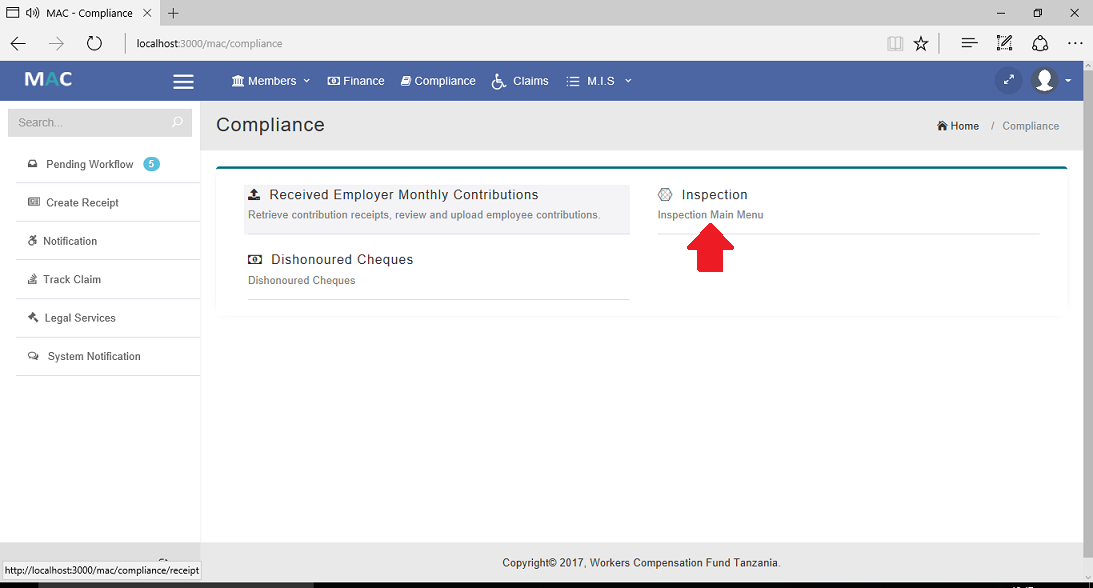 MAC - Compliance
localhost:3000/mac/compliance
MAC
Members
Finance
Compliance
Claims
M.I.S
Search...
Compliance
Home / Compliance
Pending Workflow 5
Create Receipt
Notification
Track Claim
Legal Services
System Notification
Received Employer Monthly Contributions
Retrieve contribution receipts, review and upload employee contributions.
Inspection
Inspection Main Menu
Dishonoured Cheques
Dishonoured Cheques
Copyright© 2017, Workers Compensation Fund Tanzania.
http://localhost:3000/mac/compliance/receipt